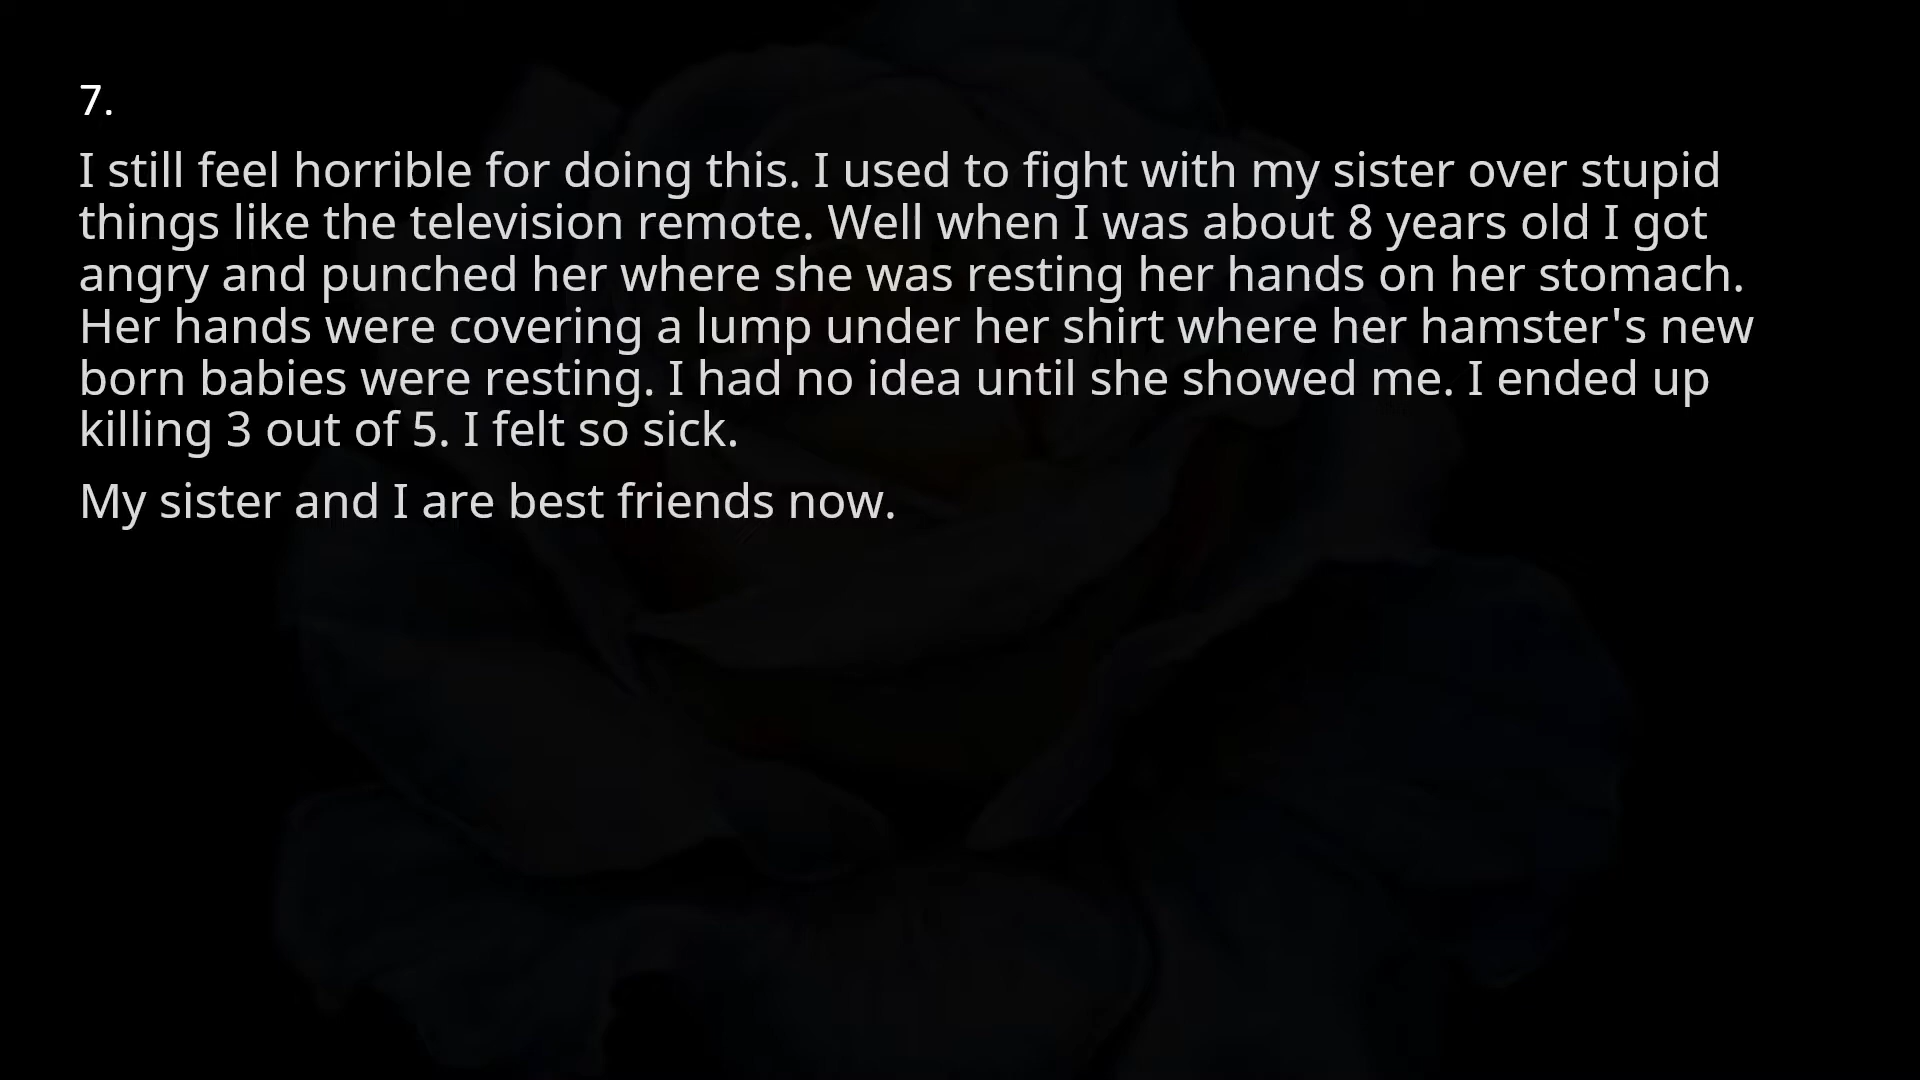 7.
I still feel horrible for doing this. I used to fight with my sister over stupid
things like the television remote. Well when I was about 8 years old I got
angry and punched her where she was resting her hands on her stomach.
Her hands were covering a lump under her shirt where her hamster's new
born babies were resting. I had no idea until she showed me. I ended up
killing 3 out of 5. I felt so sick.
My sister and I are best friends now.